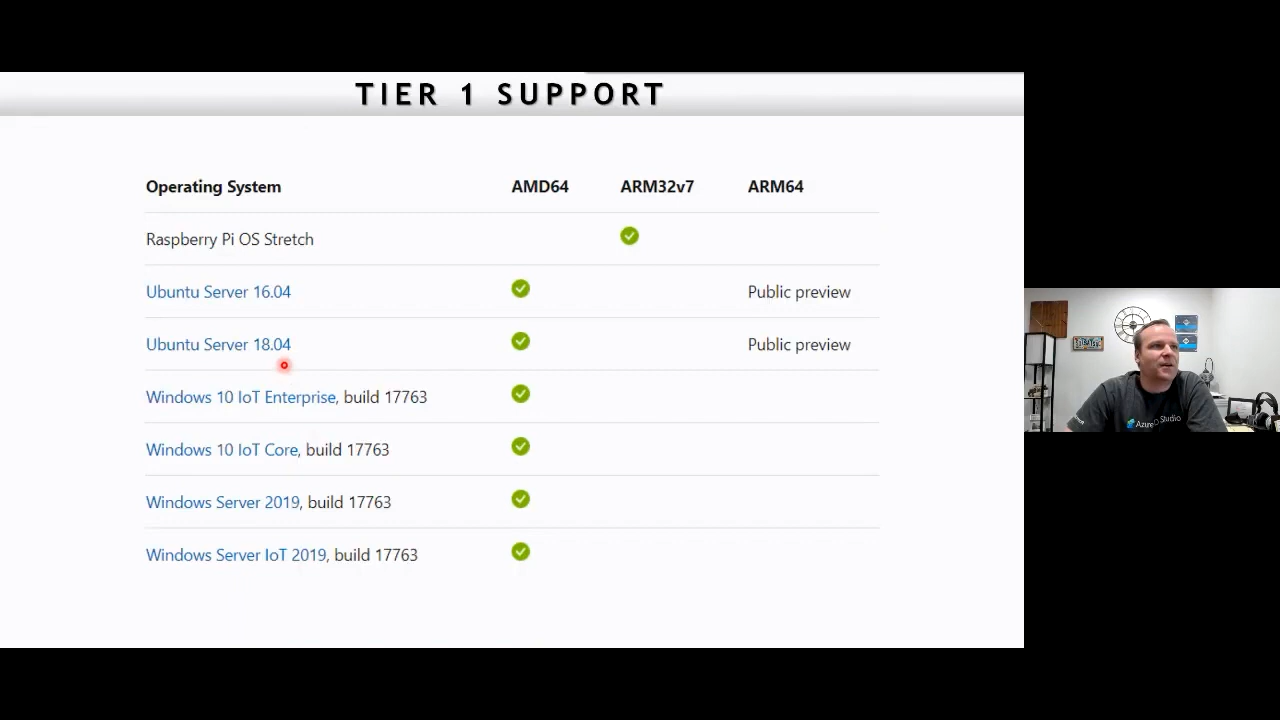 TIER 1 SUPPORT
Operating System AMD64 ARM32v7 ARM64
Raspberry Pi OS Stretch
Ubuntu Server 16.04 Public preview
Ubuntu Server 18.04 Public preview
Windows 10 IoT Enterprise, build 17763
Windows 10 IoT Core, build 17763
Windows Server 2019, build 17763
Windows Server IoT 2019, build 17763
Studio